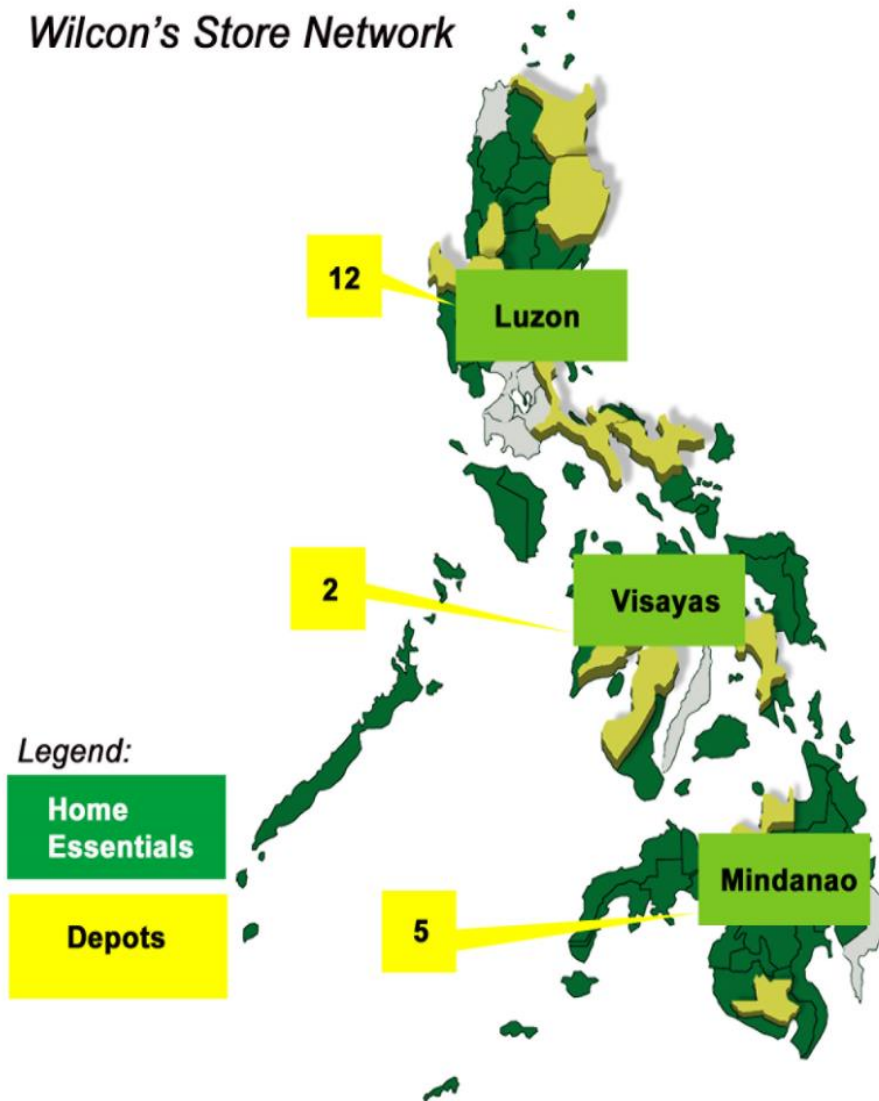 Wilcon's Store Network
12
Luzon
2
Visayas
Legend:
Home
Essentials
Depots
5
Mindanao